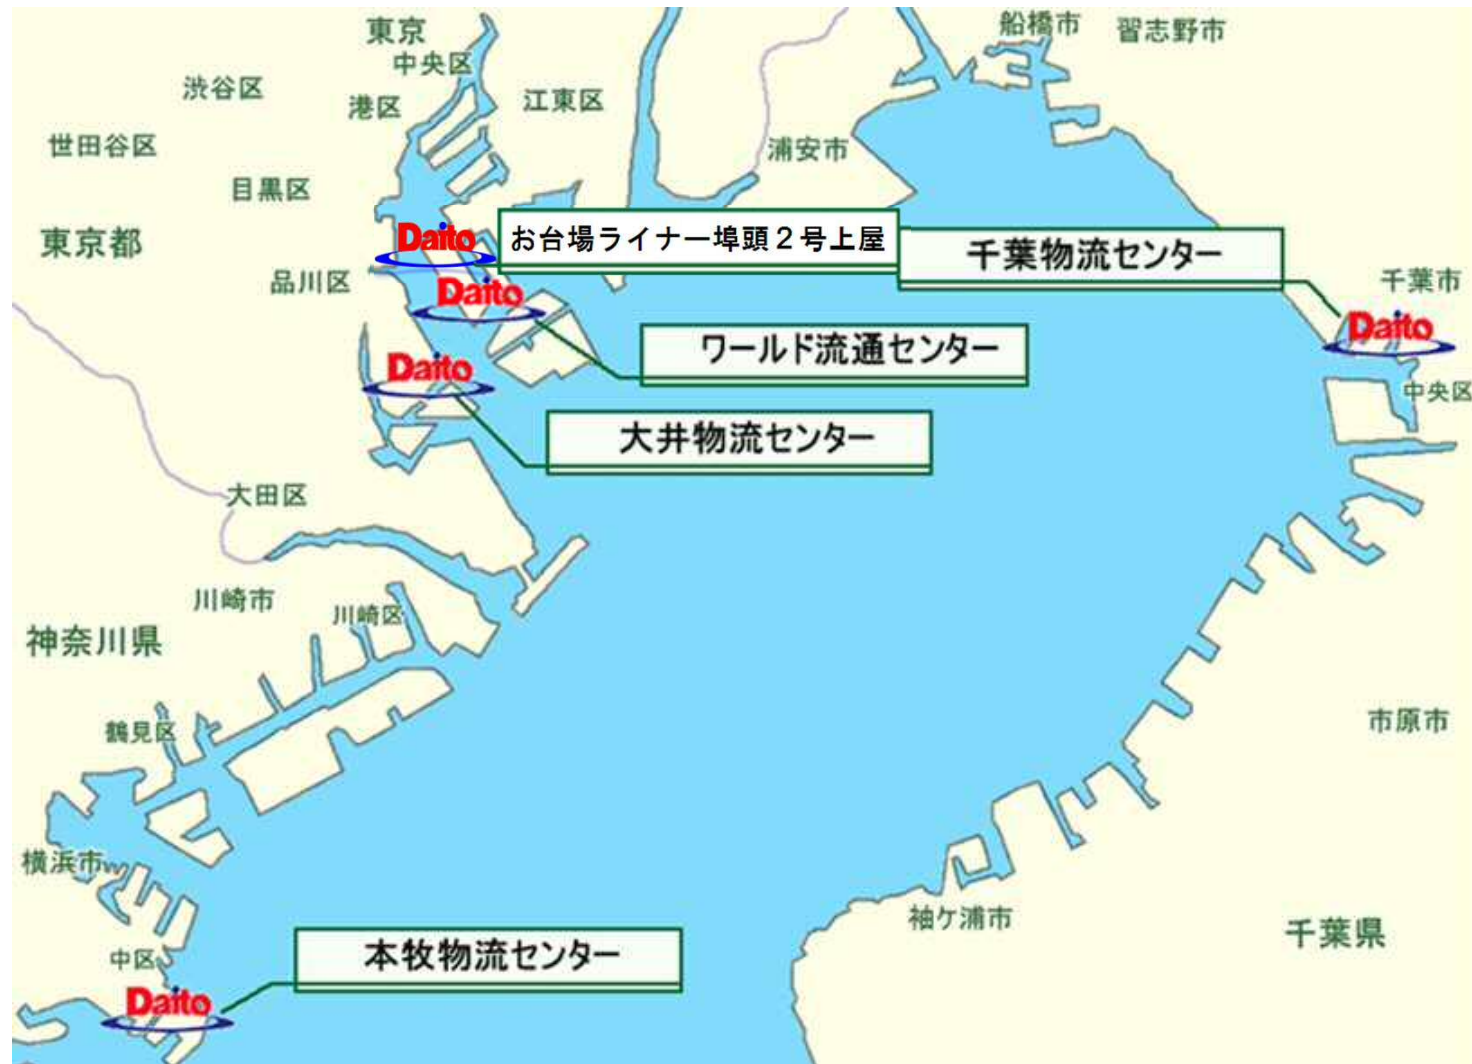 船橋市
習志野市
東京
中央区
渋谷区
港区
江東区
世田谷区
浦安市
目黒区
東京都
Daito
お台場ライナー埠頭２号上屋
千葉物流センター
品川区
千葉市
Daito
Daito
ワールド流通センター
Daito
中央区
大井物流センター
大田区
川崎市
川崎区
神奈川県
鶴見区
市原市
横浜市
袖ケ浦市
千葉県
本牧物流センター
中区
Daito